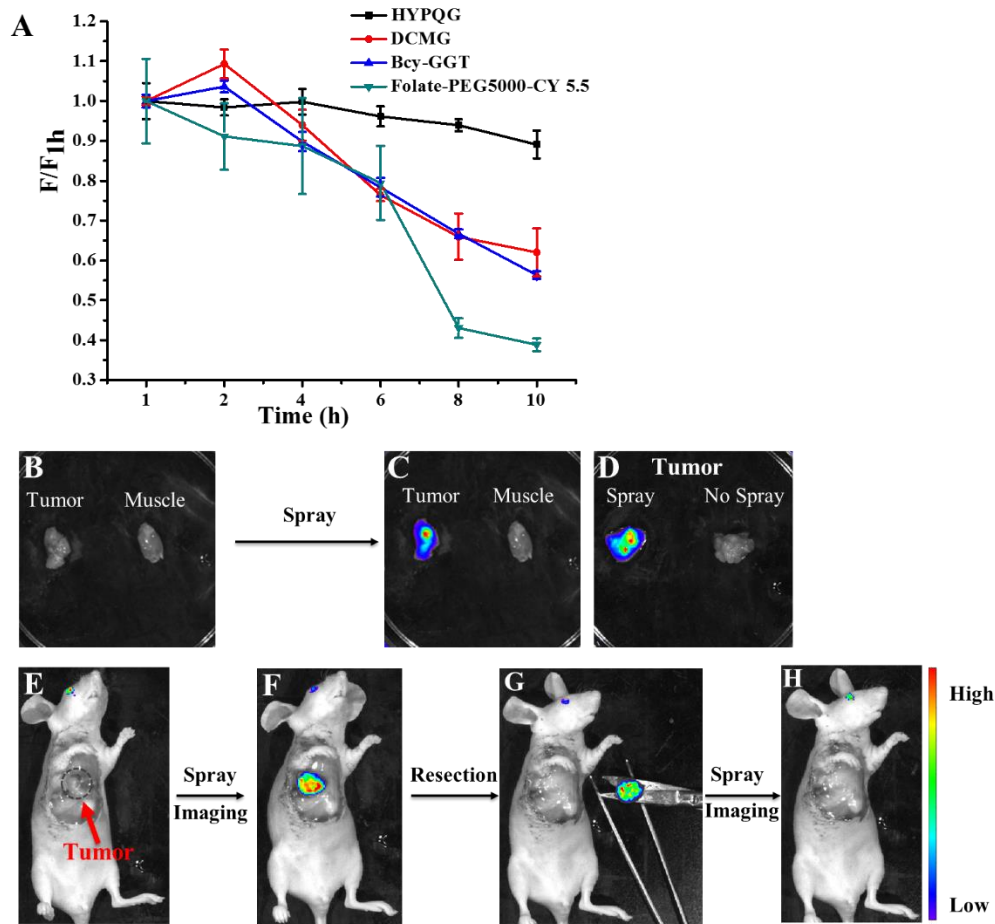 A
HYPQG
DCMG
Bcy-GGT
Folate-PEG5000-CY 5.5
F/F1h
1.2
1.1
1.0
0.9
0.8
0.7
0.6
0.5
0.4
0.3
1 2 4 6 8 10
Time (h)
B
Tumor Muscle
Spray
C
Tumor Muscle
D Tumor
Spray No Spray
E
Tumor
Spray
Imaging
F
Resection
G
Spray
Imaging
H
High
Low